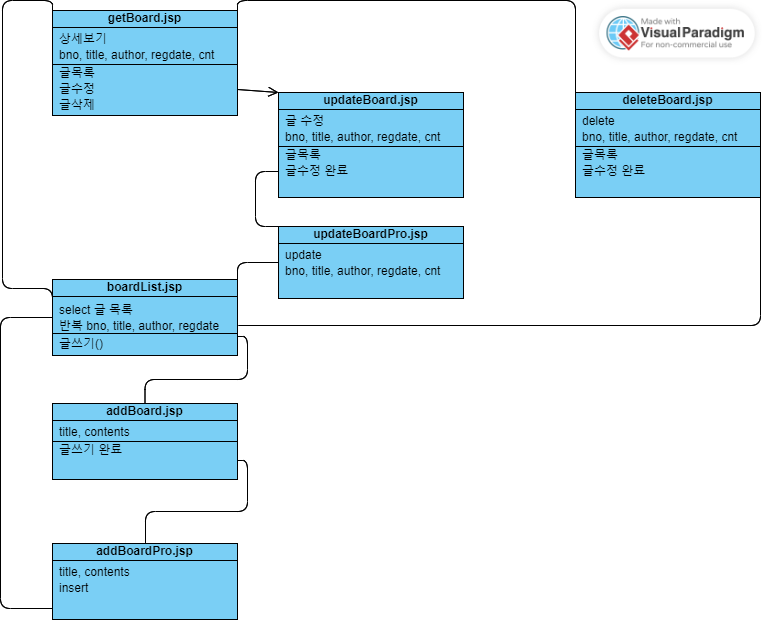 getBoard.jsp
상세보기
bno, title, author, regdate, cnt
글목록
글수정
글삭제
Made with
VisualParadigm
For non-commercial use
updateBoard.jsp
글 수정
bno, title, author, regdate, cnt
글목록
글수정 완료
deleteBoard.jsp
delete
bno, title, author, regdate, cnt
글목록
글수정 완료
updateBoardPro.jsp
update
bno, title, author, regdate, cnt
boardList.jsp
select 글 목록
반복 bno, title, author, regdate
글쓰기()
addBoard.jsp
title, contents
글쓰기 완료
addBoardPro.jsp
title, contents
insert